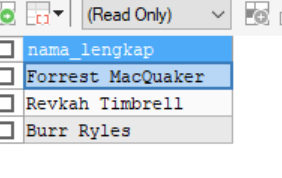 (Read Only)
nama_lengkap
Forrest MacQuaker
Revkah Timbrell
Burr Ryles